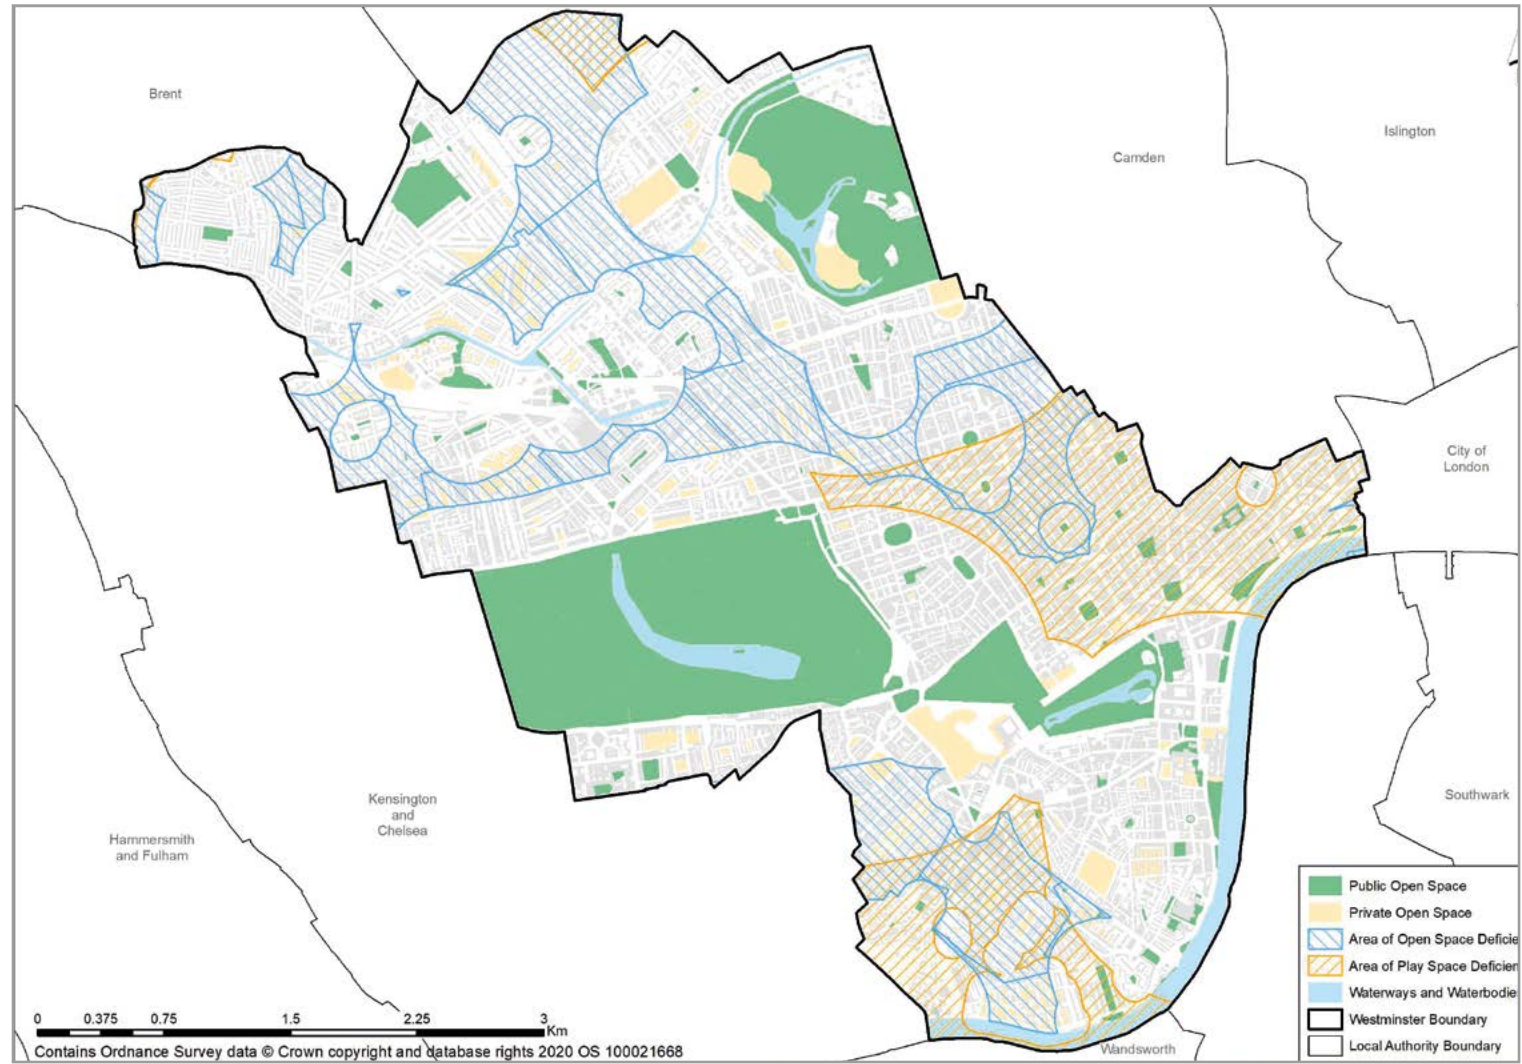 Brent
Islington
Camden
City of
London
Kensington
and
Chelsea
Hammersmith
and Fulham
Southwark
Wandsworth
Public Open Space
Private Open Space
Area of Open Space Deficie
Area of Play Space Deficien
Waterways and Waterbodie
Westminster Boundary
Local Authority Boundary
0 0.375 0.75 1.5 2.25 3
Km
Contains Ordnance Survey data © Crown copyright and database rights 2020 OS 100021668